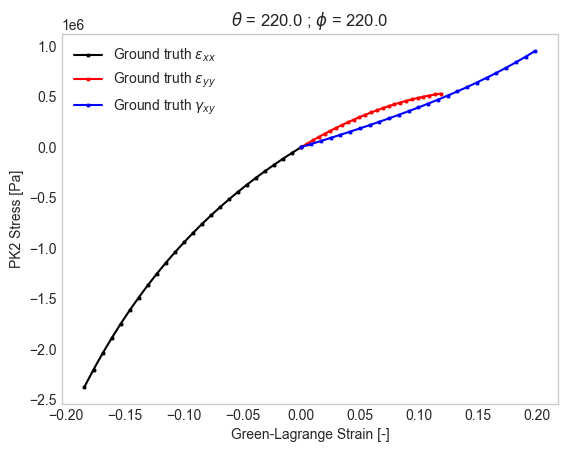 θ = 220.0 ; ϕ = 220.0
1e6
Ground truth εxx
Ground truth εyy
Ground truth γxy
1.0
0.5
0.0
−0.5
−1.0
−1.5
−2.0
−2.5
PK2 Stress [Pa]
−0.20 −0.15 −0.10 −0.05 0.00 0.05 0.10 0.15 0.20
Green-Lagrange Strain [-]